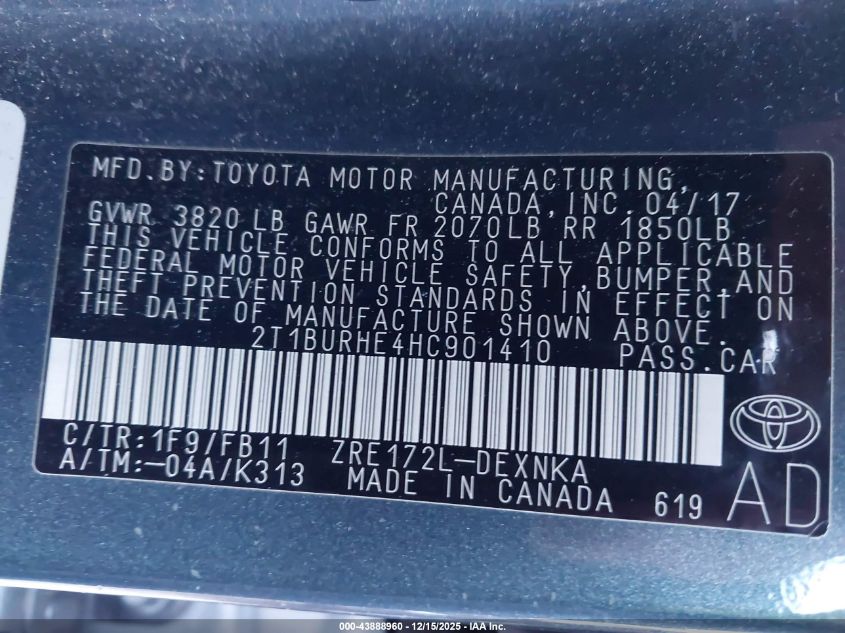 MFD.BY:TOYOTA MOTOR MANUFACTURING,
CANADA, INC. 04/17
GVWR 3820 LB GAWR FR 2070LB RR 1850LB
THIS VEHICLE CONFORMS TO ALL APPLICABLE
FEDERAL MOTOR VEHICLE SAFETY,BUMPER,AND
THEFT PREVENTION STANDARDS IN EFFECT ON
THE DATE OF MANUFACTURE SHOWN ABOVE.
2T1BURHE4HC901410 PASS.CAR
C/TR:1F9/FB11 ZRE172L-DEXNKA
A/TM:-04A/K313 MADE IN CANADA 619 AD
000-43888960 - 12/15/2025 - IAA Inc.